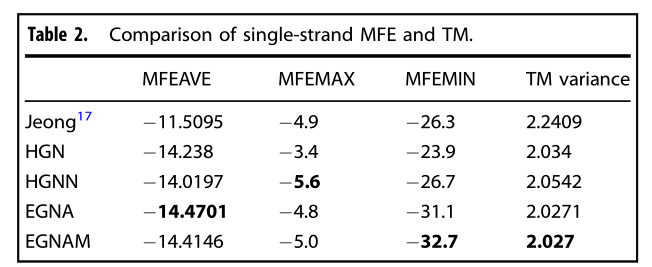 Table 2. Comparison of single-strand MFE and TM.
MFEAVE MFEMAX MFEMIN TM variance
Jeong17 −11.5095 −4.9 −26.3 2.2409
HGN −14.238 −3.4 −23.9 2.034
HGNN −14.0197 −5.6 −26.7 2.0542
EGNA −14.4701 −4.8 −31.1 2.0271
EGNAM −14.4146 −5.0 −32.7 2.027